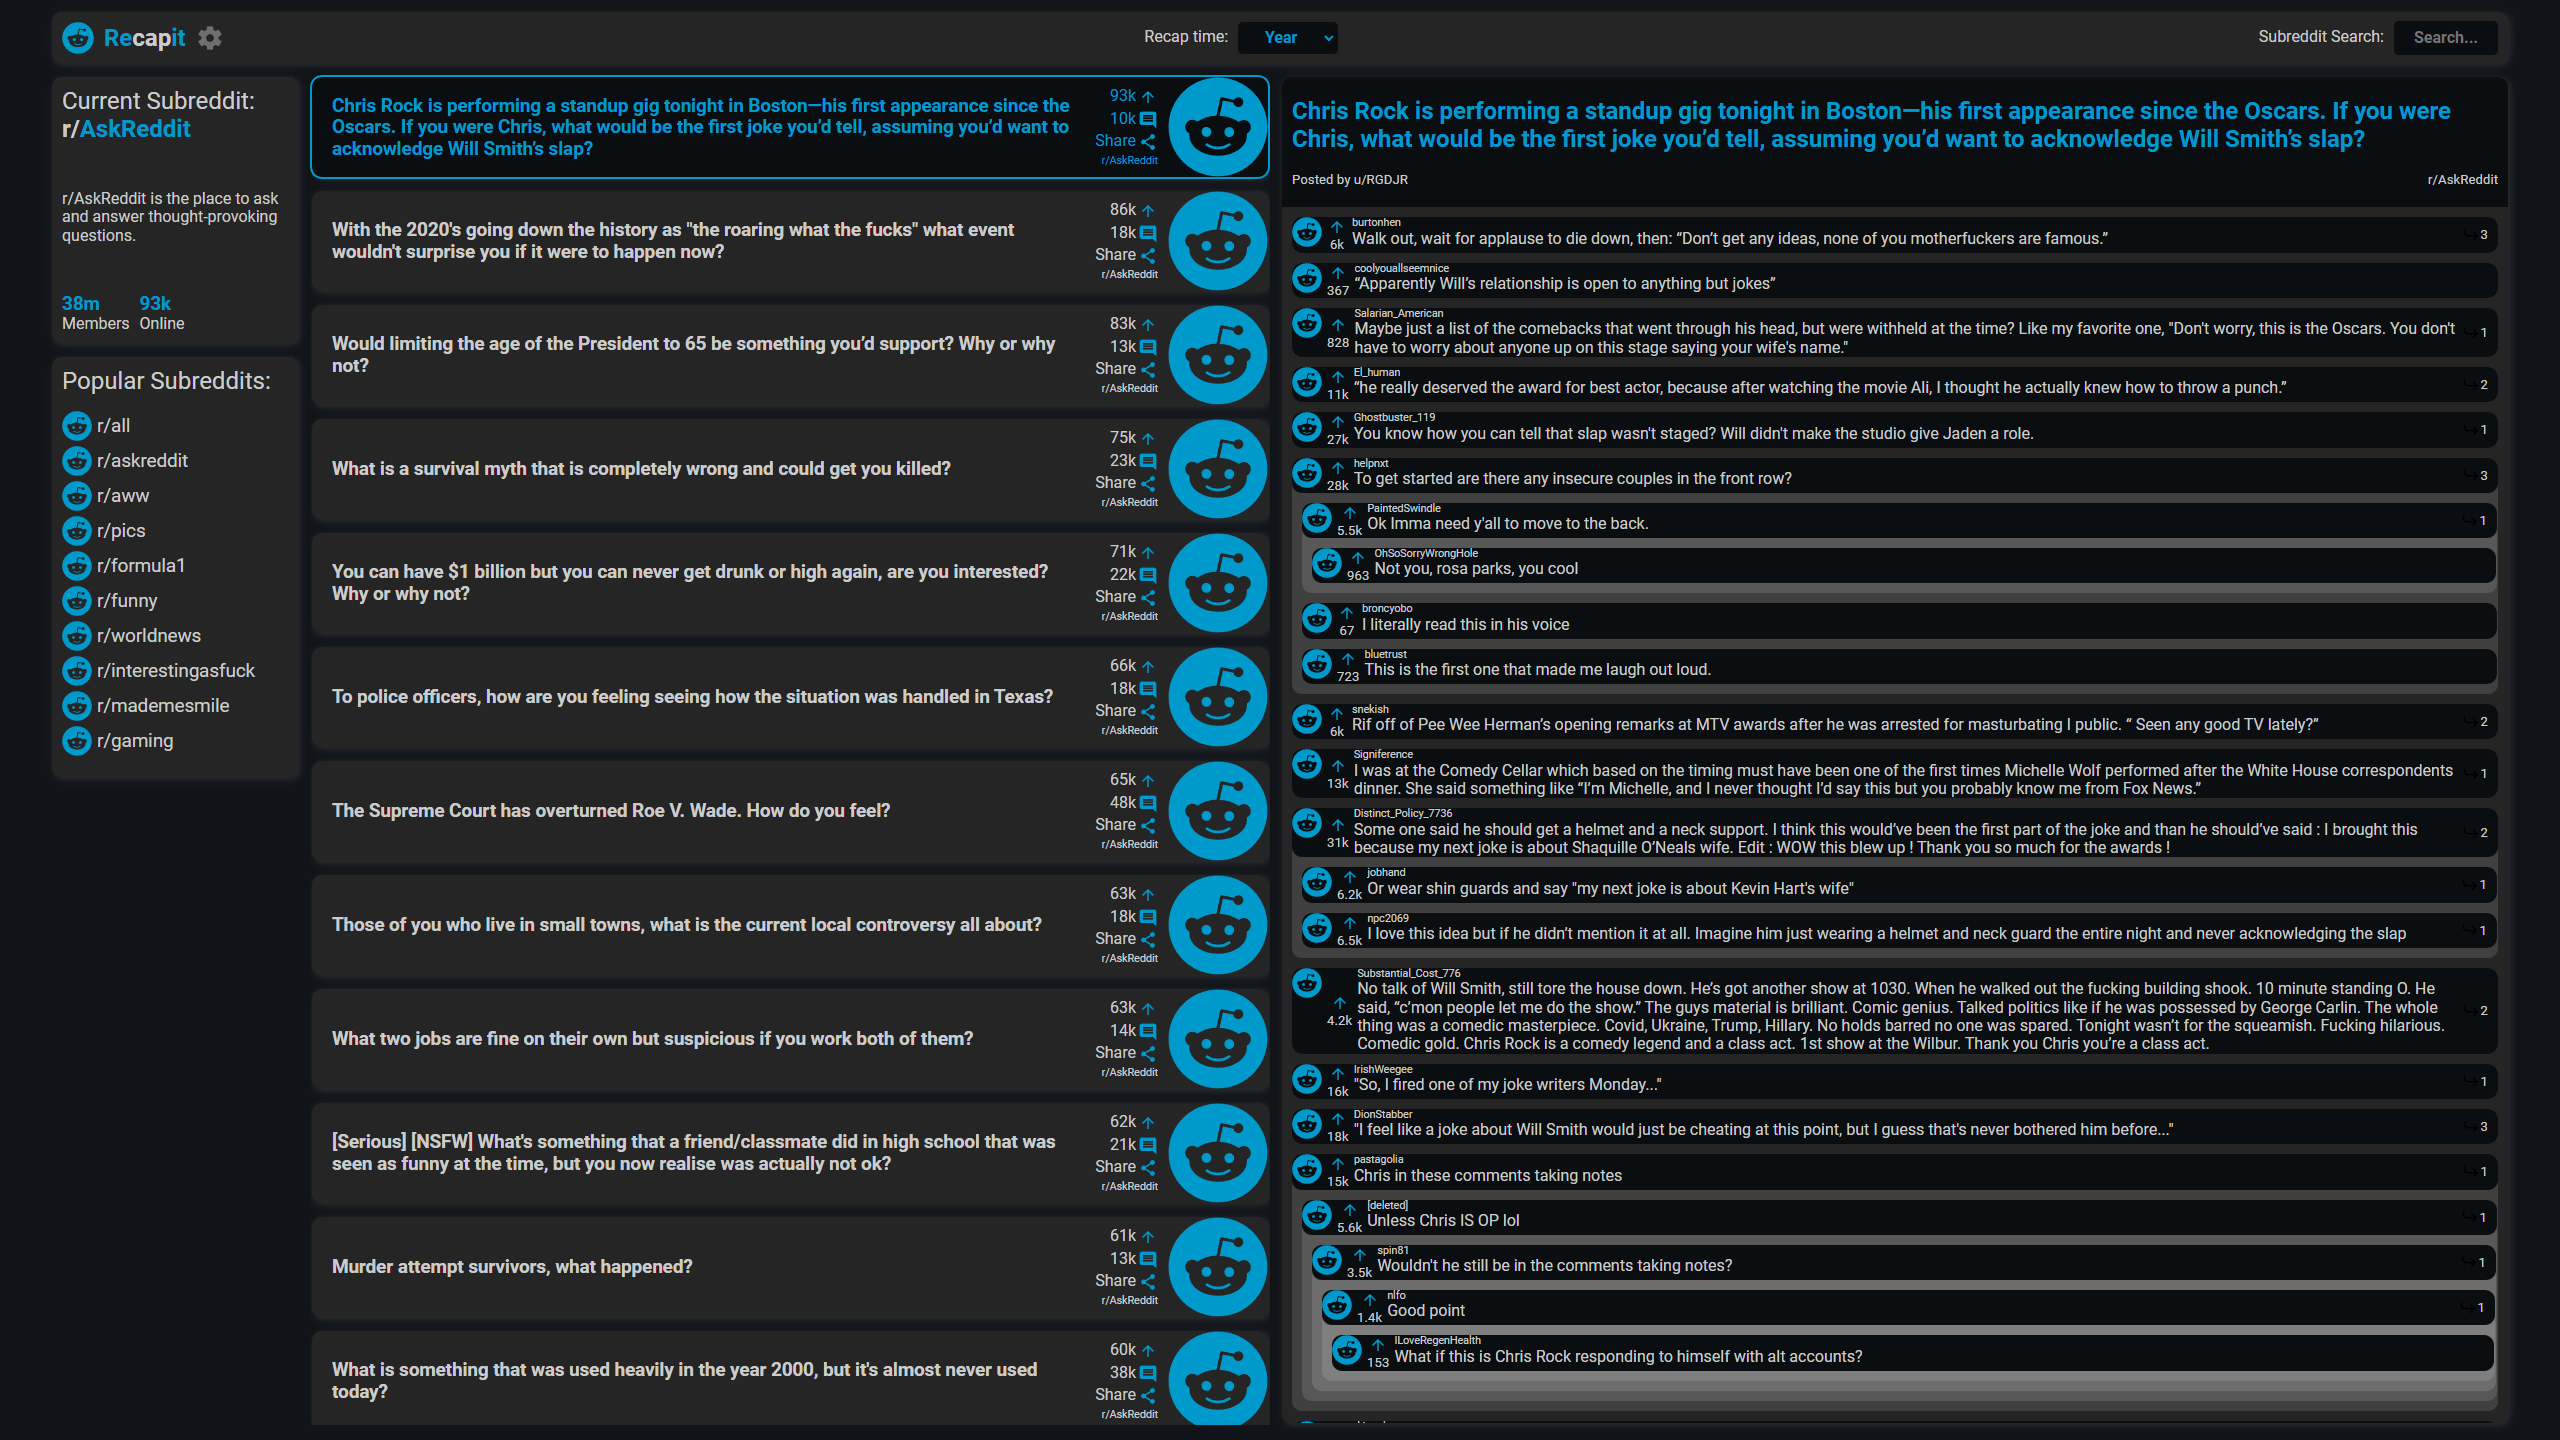 Recapit
Recap time:
Year
Subreddit Search:
Search...
Current Subreddit:
r/AskReddit
r/AskReddit is the place to ask
and answer thought-provoking
questions.
38m 93k
Members Online
Popular Subreddits:
r/all
r/askreddit
r/aww
r/pics
r/formula1
r/funny
r/worldnews
r/interestingasfuck
r/mademesmile
r/gaming
Chris Rock is performing a standup gig tonight in Boston—his first appearance since the
Oscars. If you were Chris, what would be the first joke you’d tell, assuming you’d want to
acknowledge Will Smith’s slap?
93k
10k
Share
r/AskReddit
With the 2020's going down the history as "the roaring what the fucks" what event
wouldn't surprise you if it were to happen now?
86k
18k
Share
r/AskReddit
Would limiting the age of the President to 65 be something you’d support? Why or why
not?
83k
13k
Share
r/AskReddit
What is a survival myth that is completely wrong and could get you killed?
75k
23k
Share
r/AskReddit
You can have $1 billion but you can never get drunk or high again, are you interested?
Why or why not?
71k
22k
Share
r/AskReddit
To police officers, how are you feeling seeing how the situation was handled in Texas?
66k
18k
Share
r/AskReddit
The Supreme Court has overturned Roe V. Wade. How do you feel?
65k
48k
Share
r/AskReddit
Those of you who live in small towns, what is the current local controversy all about?
63k
18k
Share
r/AskReddit
What two jobs are fine on their own but suspicious if you work both of them?
63k
14k
Share
r/AskReddit
[Serious] [NSFW] What's something that a friend/classmate did in high school that was
seen as funny at the time, but you now realise was actually not ok?
62k
21k
Share
r/AskReddit
Murder attempt survivors, what happened?
61k
13k
Share
r/AskReddit
What is something that was used heavily in the year 2000, but it's almost never used
today?
60k
38k
Share
r/AskReddit
Chris Rock is performing a standup gig tonight in Boston—his first appearance since the Oscars. If you were
Chris, what would be the first joke you’d tell, assuming you’d want to acknowledge Will Smith’s slap?
Posted by u/RGDJR r/AskReddit
burtonhen
6k Walk out, wait for applause to die down, then: “Don’t get any ideas, none of you motherfuckers are famous.” 3
coolyouallseemnice
367 “Apparently Will’s relationship is open to anything but jokes”
Salarian_American
Maybe just a list of the comebacks that went through his head, but were withheld at the time? Like my favorite one, "Don't worry, this is the Oscars. You don't 1
828 have to worry about anyone up on this stage saying your wife's name."
El_human
11k “he really deserved the award for best actor, because after watching the movie Ali, I thought he actually knew how to throw a punch.” 2
Ghostbuster_119
27k You know how you can tell that slap wasn't staged? Will didn't make the studio give Jaden a role. 1
helpnxt
28k To get started are there any insecure couples in the front row? 3
PaintedSwindle
5.5k Ok Imma need y'all to move to the back. 1
OhSoSorryWrongHole
963 Not you, rosa parks, you cool
broncyobo
67 I literally read this in his voice
bluetrust
723 This is the first one that made me laugh out loud.
snekish
6k Rif off of Pee Wee Herman’s opening remarks at MTV awards after he was arrested for masturbating I public. “ Seen any good TV lately?” 2
Signiference
I was at the Comedy Cellar which based on the timing must have been one of the first times Michelle Wolf performed after the White House correspondents 1
13k dinner. She said something like “I’m Michelle, and I never thought I’d say this but you probably know me from Fox News.”
Distinct_Policy_7736
Some one said he should get a helmet and a neck support. I think this would’ve been the first part of the joke and than he should’ve said : I brought this 2
31k because my next joke is about Shaquille O’Neals wife. Edit : WOW this blew up ! Thank you so much for the awards !
jobhand
6.2k Or wear shin guards and say "my next joke is about Kevin Hart's wife" 1
npc2069
6.5k I love this idea but if he didn’t mention it at all. Imagine him just wearing a helmet and neck guard the entire night and never acknowledging the slap 1
Substantial_Cost_776
No talk of Will Smith, still tore the house down. He’s got another show at 1030. When he walked out the fucking building shook. 10 minute standing O. He
said, “c’mon people let me do the show.” The guys material is brilliant. Comic genius. Talked politics like if he was possessed by George Carlin. The whole 2
4.2k thing was a comedic masterpiece. Covid, Ukraine, Trump, Hillary. No holds barred no one was spared. Tonight wasn’t for the squeamish. Fucking hilarious.
Comedic gold. Chris Rock is a comedy legend and a class act. 1st show at the Wilbur. Thank you Chris you’re a class act.
IrishWeegee
16k "So, I fired one of my joke writers Monday..." 1
DionStabber
18k "I feel like a joke about Will Smith would just be cheating at this point, but I guess that's never bothered him before..." 3
pastagolia
15k Chris in these comments taking notes 1
[deleted]
5.6k Unless Chris IS OP lol 1
spin81
3.5k Wouldn't he still be in the comments taking notes? 1
nlfo
1.4k Good point 1
ILoveRegenHealth
153 What if this is Chris Rock responding to himself with alt accounts?